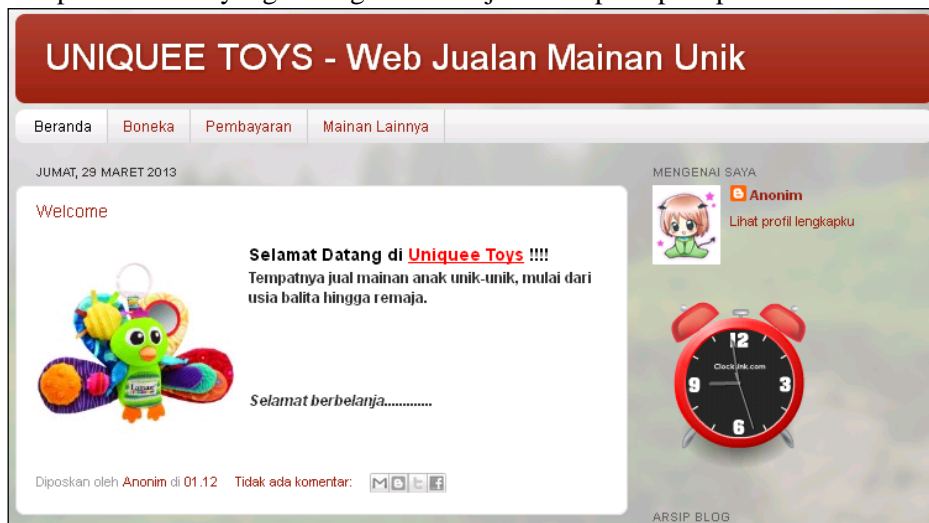 UNIQUEE TOYS - Web Jualan Mainan Unik
Beranda
Boneka
Pembayaran
Mainan Lainnya
JUMAT, 29 MARET 2013
Welcome
Selamat Datang di Uniquee Toys !!!!
Tempatnya jual mainan anak unik-unik, mulai dari
usia balita hingga remaja.
Lamaze
Selamat berbelanja.............
Diposkan oleh Anonim di 01.12 Tidak ada komentar:
MENGENAI SAYA
Anonim
Lihat profil lengkapku
12
ClockLink.com
9
3
6
ARSIP BLOG